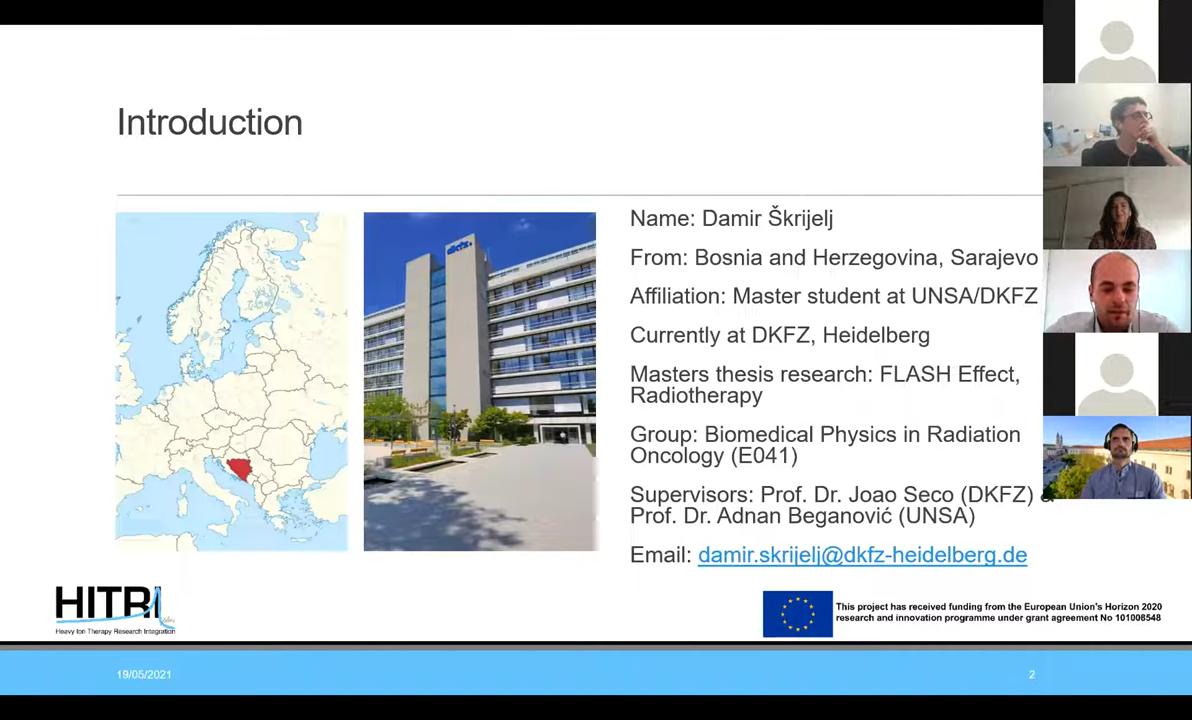 Introduction
dkfz.
Name: Damir Škrijelj
From: Bosnia and Herzegovina, Sarajevo
Affiliation: Master student at UNSA/DKFZ
Currently at DKFZ, Heidelberg
Masters thesis research: FLASH Effect,
Radiotherapy
Group: Biomedical Physics in Radiation
Oncology (E041)
Supervisors: Prof. Dr. Joao Seco (DKFZ) &
Prof. Dr. Adnan Beganović (UNSA)
Email: damir.skrijelj@dkfz-heidelberg.de
HITRI
Heavy Ion Therapy Research Integration
This project has received funding from the European Union's Horizon 2020
research and innovation programme under grant agreement No 101008548
19/05/2021
2